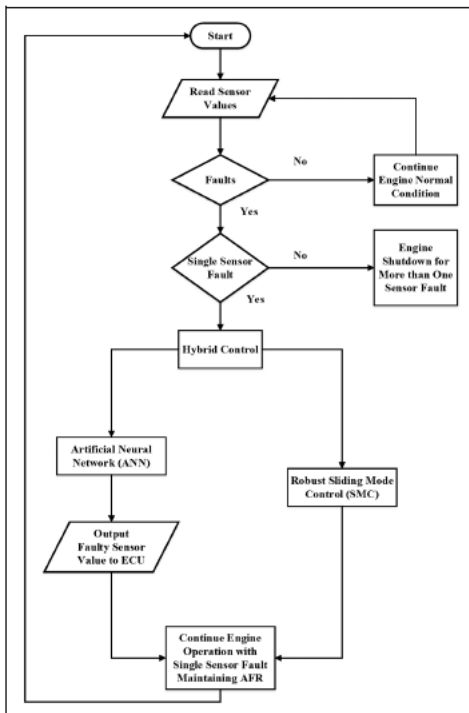 Start
Read Sensor
Values
Faults
No
Continue
Engine Normal
Condition
Yes
Single Sensor
Fault
No
Engine
Shutdown for
More than One
Sensor Fault
Yes
Hybrid Control
Artificial Neural
Network (ANN)
Robust Sliding Mode
Control (SMC)
Output
Faulty Sensor
Value to ECU
Continue Engine
Operation with
Single Sensor Fault
Maintaining AFR